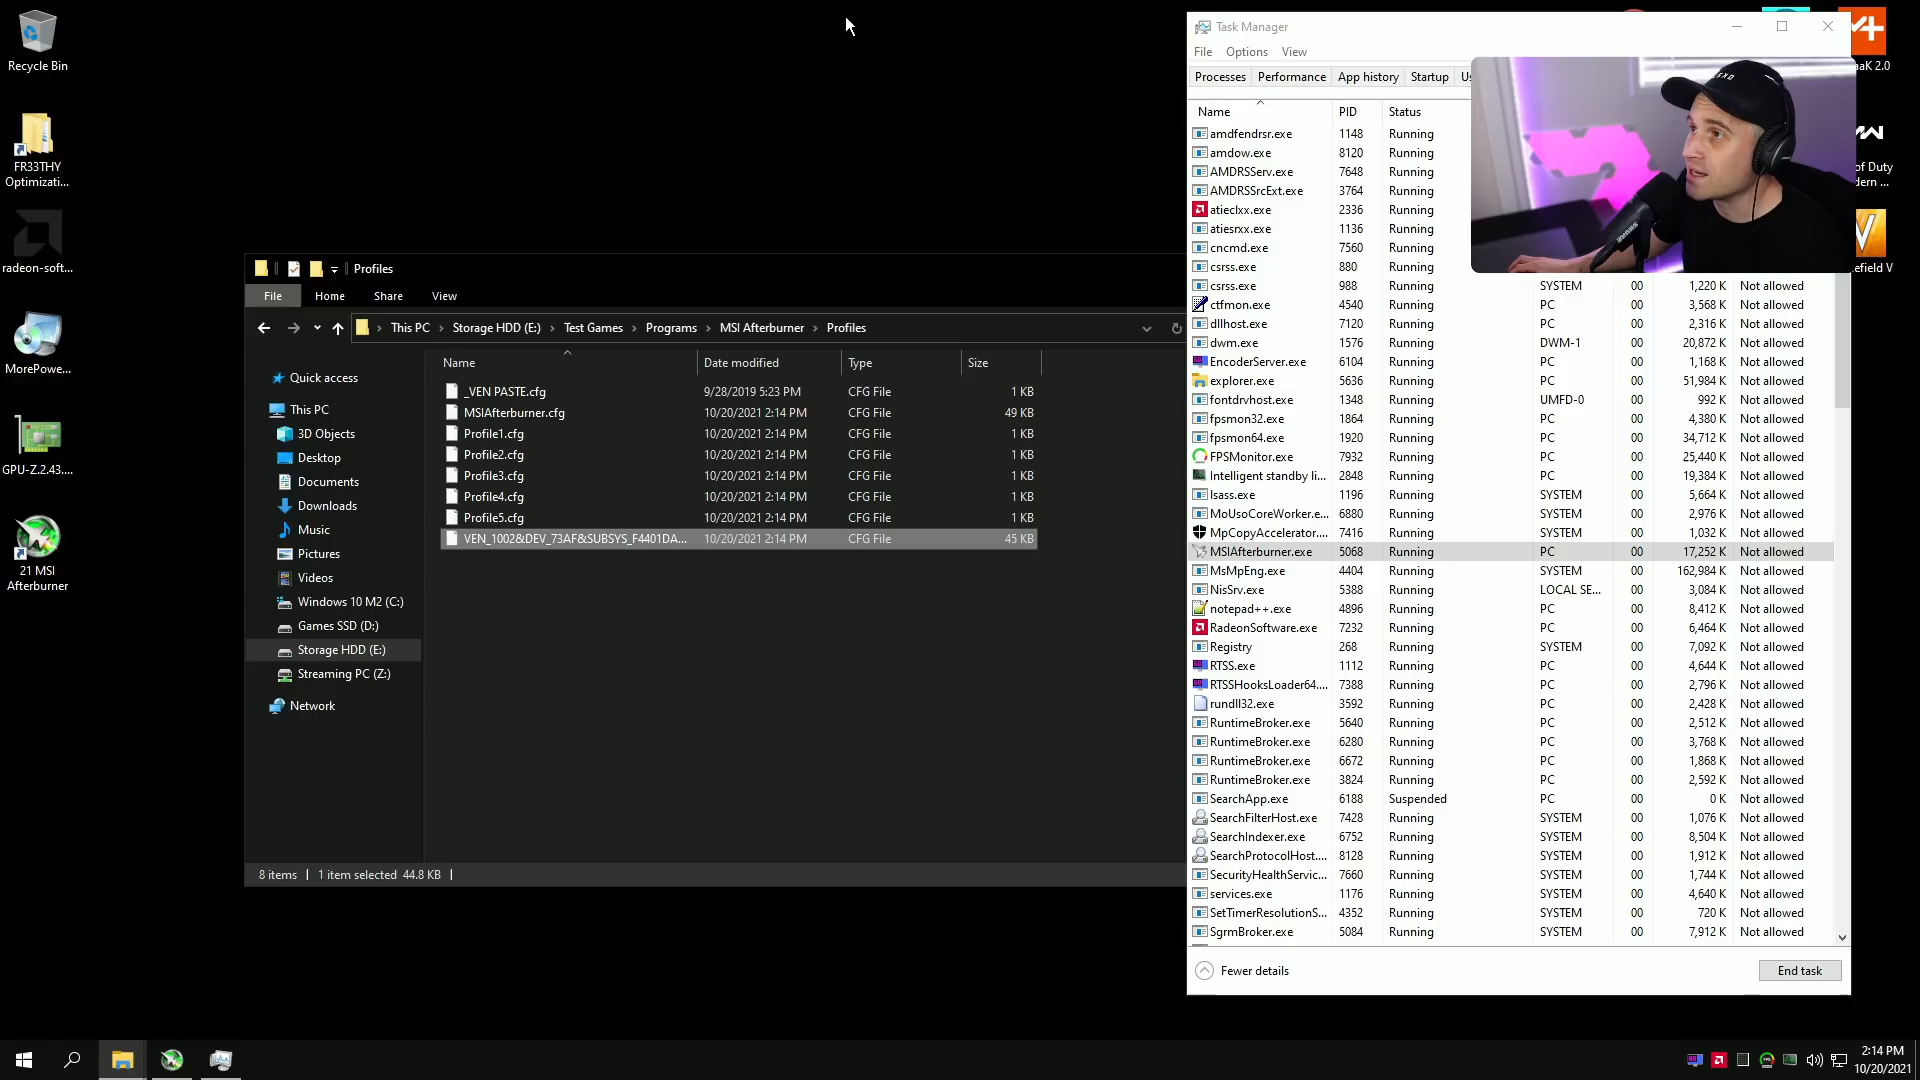 Recycle Bin
FR33THY
Optimizati...
radeon-soft...
MorePowe...
GPU-Z.2.43....
21 MSI
Afterburner
Profiles
File Home Share View
This PC › Storage HDD (E:) › Test Games › Programs › MSI Afterburner › Profiles
Quick access
This PC
3D Objects
Desktop
Documents
Downloads
Music
Pictures
Videos
Windows 10 M2 (C:)
Games SSD (D:)
Storage HDD (E:)
Streaming PC (Z:)
Network
Name Date modified Type Size
_VEN PASTE.cfg 9/28/2019 5:23 PM CFG File 1 KB
MSIAfterburner.cfg 10/20/2021 2:14 PM CFG File 49 KB
Profile1.cfg 10/20/2021 2:14 PM CFG File 1 KB
Profile2.cfg 10/20/2021 2:14 PM CFG File 1 KB
Profile3.cfg 10/20/2021 2:14 PM CFG File 1 KB
Profile4.cfg 10/20/2021 2:14 PM CFG File 1 KB
Profile5.cfg 10/20/2021 2:14 PM CFG File 1 KB
VEN_1002&DEV_73AF&SUBSYS_F4401DA... 10/20/2021 2:14 PM CFG File 45 KB
8 items 1 item selected 44.8 KB
Task Manager
File Options View
Processes Performance App history Startup
Name PID Status
amdfendrsr.exe 1148 Running
amdow.exe 8120 Running
AMDRSServ.exe 7648 Running
AMDRSSrcExt.exe 3764 Running
atieclxx.exe 2336 Running
atiesrxx.exe 1136 Running
cncmd.exe 7560 Running
csrss.exe 880 Running
csrss.exe 988 Running SYSTEM 00 1,220 K Not allowed
ctfmon.exe 4540 Running PC 00 3,568 K Not allowed
dllhost.exe 7120 Running PC 00 2,316 K Not allowed
dwm.exe 1576 Running DWM-1 00 20,872 K Not allowed
EncoderServer.exe 6104 Running PC 00 1,168 K Not allowed
explorer.exe 5636 Running PC 00 51,984 K Not allowed
fontdrvhost.exe 1348 Running UMFD-0 00 992 K Not allowed
fpsmon32.exe 1864 Running PC 00 4,380 K Not allowed
fpsmon64.exe 1920 Running PC 00 34,712 K Not allowed
FPSMonitor.exe 7932 Running PC 00 25,440 K Not allowed
Intelligent standby li... 2848 Running PC 00 19,384 K Not allowed
lsass.exe 1196 Running SYSTEM 00 5,664 K Not allowed
MoUsoCoreWorker.e... 6880 Running SYSTEM 00 2,976 K Not allowed
MpCopyAccelerator.... 7416 Running SYSTEM 00 1,032 K Not allowed
MSIAfterburner.exe 5068 Running PC 00 17,252 K Not allowed
MsMpEng.exe 4404 Running SYSTEM 00 162,984 K Not allowed
NisSrv.exe 5388 Running LOCAL SE... 00 3,084 K Not allowed
notepad++.exe 4896 Running PC 00 8,412 K Not allowed
RadeonSoftware.exe 7232 Running PC 00 6,464 K Not allowed
Registry 268 Running SYSTEM 00 7,092 K Not allowed
RTSS.exe 1112 Running PC 00 4,644 K Not allowed
RTSSHooksLoader64.... 7388 Running PC 00 2,796 K Not allowed
rundll32.exe 3592 Running PC 00 2,428 K Not allowed
RuntimeBroker.exe 5640 Running PC 00 2,512 K Not allowed
RuntimeBroker.exe 6280 Running PC 00 3,768 K Not allowed
RuntimeBroker.exe 6672 Running PC 00 1,868 K Not allowed
RuntimeBroker.exe 3824 Running PC 00 2,592 K Not allowed
SearchApp.exe 6188 Suspended PC 00 0 K Not allowed
SearchFilterHost.exe 7428 Running SYSTEM 00 1,076 K Not allowed
SearchIndexer.exe 6752 Running SYSTEM 00 8,504 K Not allowed
SearchProtocolHost.... 8128 Running SYSTEM 00 1,912 K Not allowed
SecurityHealthServic... 7660 Running SYSTEM 00 1,744 K Not allowed
services.exe 1176 Running SYSTEM 00 4,640 K Not allowed
SetTimerResolutionS... 4352 Running SYSTEM 00 720 K Not allowed
SgrmBroker.exe 5084 Running SYSTEM 00 7,912 K Not allowed
Fewer details End task
aaK 2.0
of Duty
dern ...
efield V
2:14 PM
10/20/2021